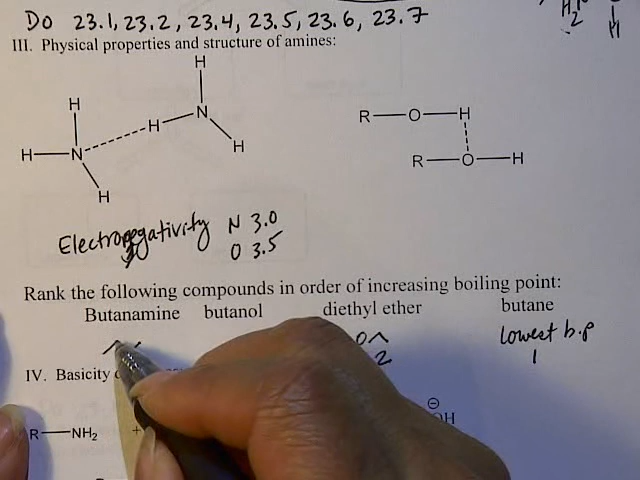 DO 23.1, 23.2, 23.4, 23.5, 23.6, 23.7
III. Physical properties and structure of amines:
H
H
H N
R O H
H N
H
R O H
H
Electronegativity N 3.0
O 3.5
Rank the following compounds in order of increasing boiling point:
Butanamine butanol diethyl ether butane
O lowest b.p
2 1
IV. Basicity
R NH2 +